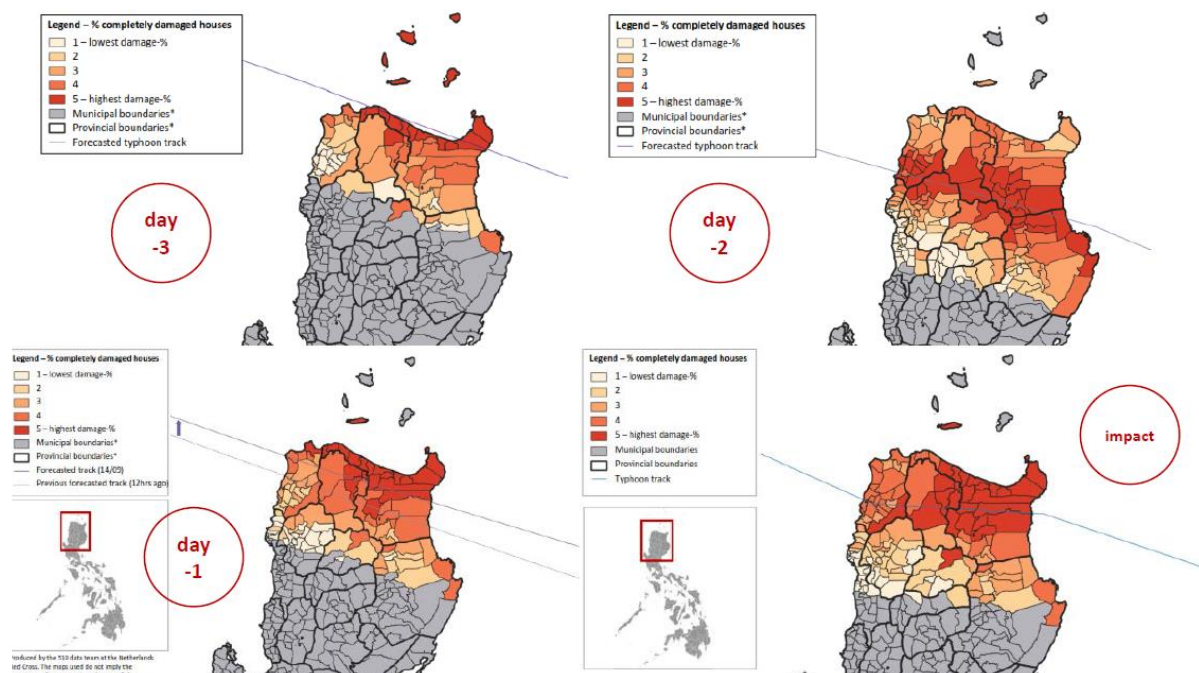 Legend – % completely damaged houses
1 – lowest damage-%
2
3
4
5 – highest damage-%
Municipal boundaries*
Provincial boundaries*
Forecasted typhoon track
day
-3
Legend – % completely damaged houses
1 – lowest damage-%
2
3
4
5 – highest damage-%
Municipal boundaries*
Provincial boundaries*
Forecasted typhoon track
day
-2
Legend – % completely damaged houses
1 – lowest damage-%
2
3
4
5 – highest damage-%
Municipal boundaries*
Provincial boundaries*
Forecasted track (14/09)
Previous forecasted track (12hrs ago)
day
-1
roduced by the 510 data team at the Netherlands
ed Cross. The maps used do not imply the
Legend – % completely damaged houses
1 – lowest damage-%
2
3
4
5 – highest damage-%
Municipal boundaries
Provincial boundaries
Typhoon track
impact